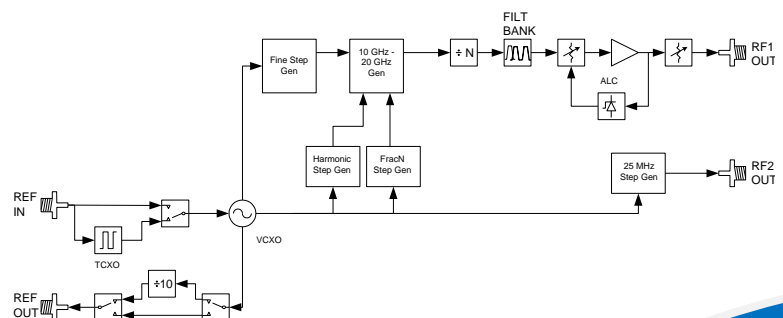 FILT
BANK
Fine Step
Gen
10 GHz -
20 GHz
Gen
÷ N
RF1
OUT
ALC
Harmonic
Step Gen
FracN
Step Gen
25 MHz
Step Gen
RF2
OUT
REF
IN
VCXO
TCXO
÷10
REF
OUT